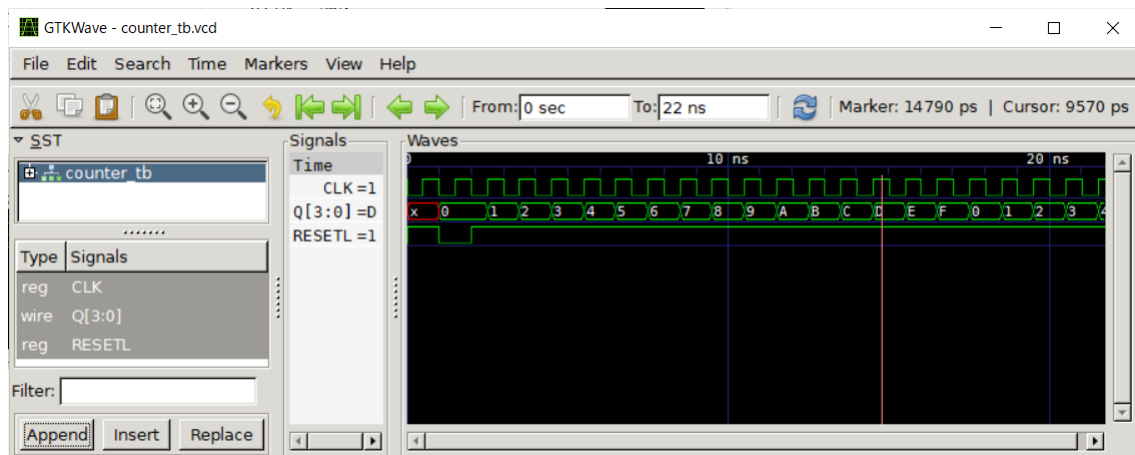 GTKWave - counter_tb.vcd
File Edit Search Time Markers View Help
From: 0 sec To: 22 ns Marker: 14790 ps | Cursor: 9570 ps
SST
counter_tb
Type Signals
reg CLK
wire Q[3:0]
reg RESETL
Filter:
Append Insert Replace
Signals
Time
CLK =1
Q[3:0] =D
RESETL =1
Waves
10 ns 20 ns
x 0 1 2 3 4 5 6 7 8 9 A B C D E F 0 1 2 3 4